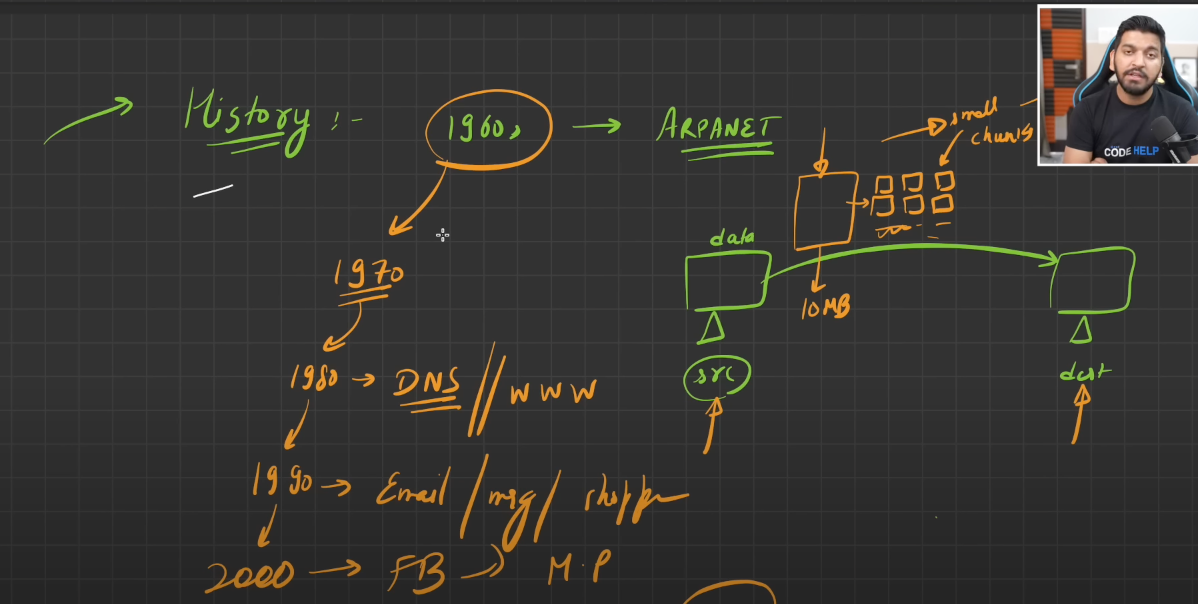 History :-
1960s → ARPANET
small
chunks
CODE HELP
data
1970
10MB
1980 → DNS // WWW
src
dest
1990 → Email / msg /
2000 → FB
M.P